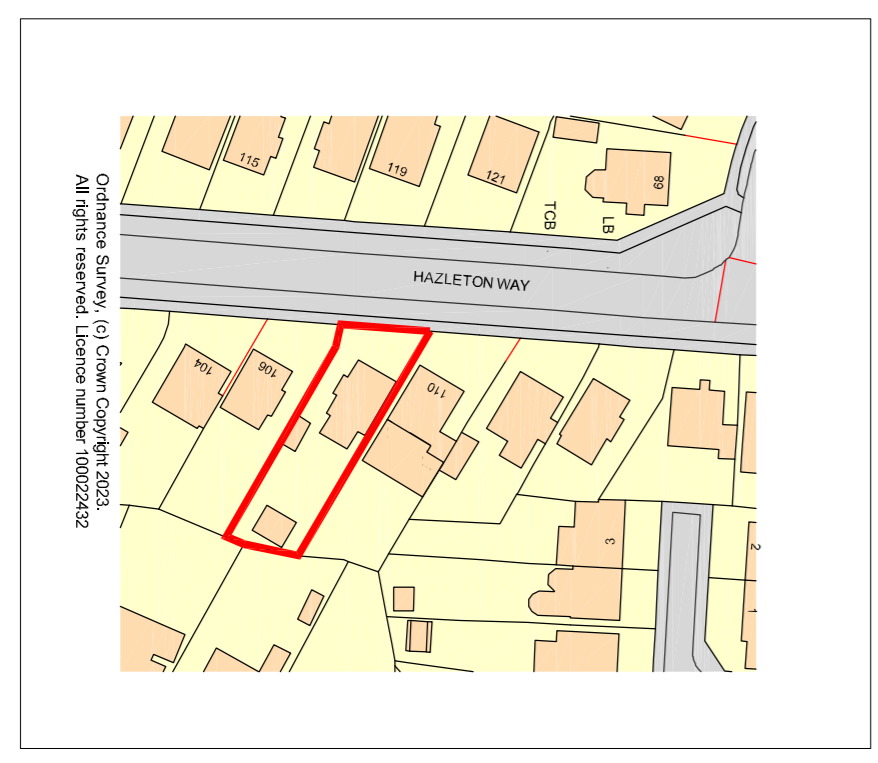 115
119
121
89
TCB
LB
HAZLETON WAY
104
106
110
3
2
1
Ordnance Survey, (c) Crown Copyright 2023.
All rights reserved. Licence number 100022432